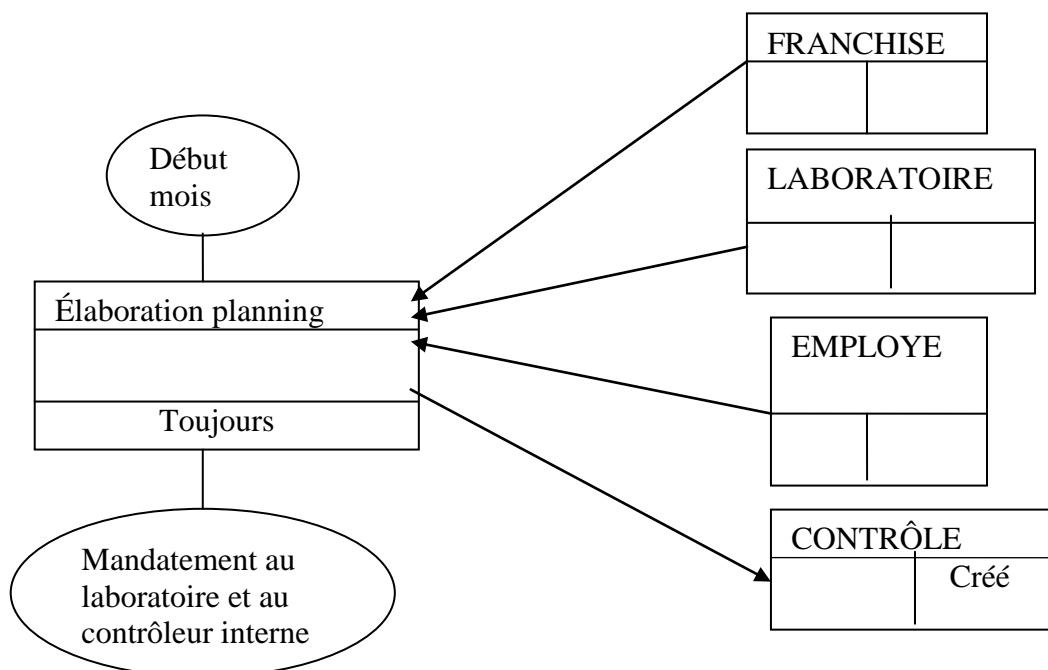 FRANCHISE
Début
mois
LABORATOIRE
Élaboration planning
EMPLOYE
Toujours
CONTRÔLE
Créé
Mandatement au
laboratoire et au
contrôleur interne